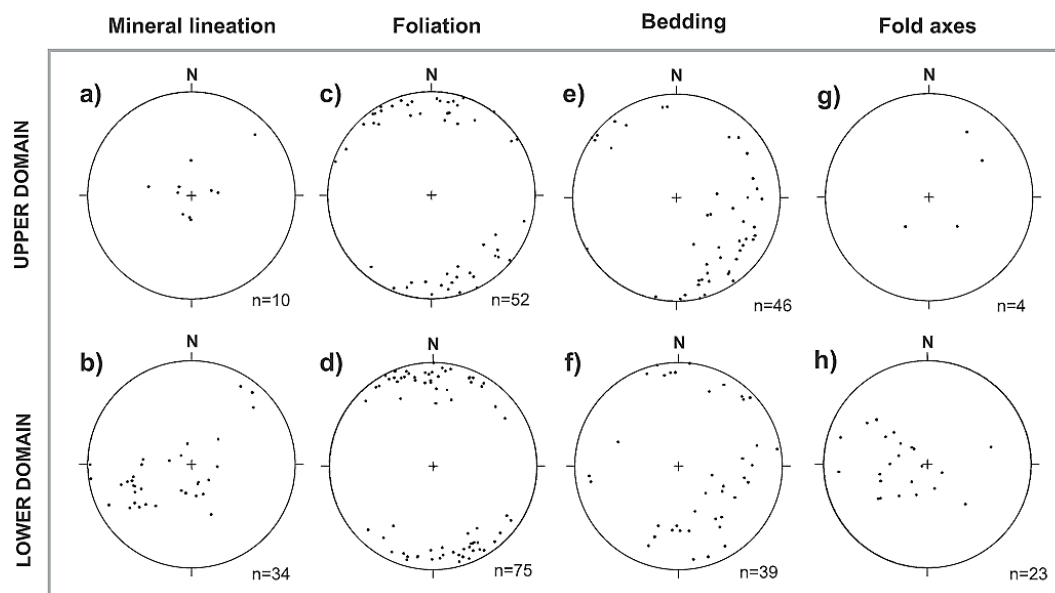 Mineral lineation
Foliation
Bedding
Fold axes
UPPER DOMAIN
a)
N
n=10
c)
N
n=52
e)
N
n=46
g)
N
n=4
LOWER DOMAIN
b)
N
n=34
d)
N
n=75
f)
N
n=39
h)
N
n=23